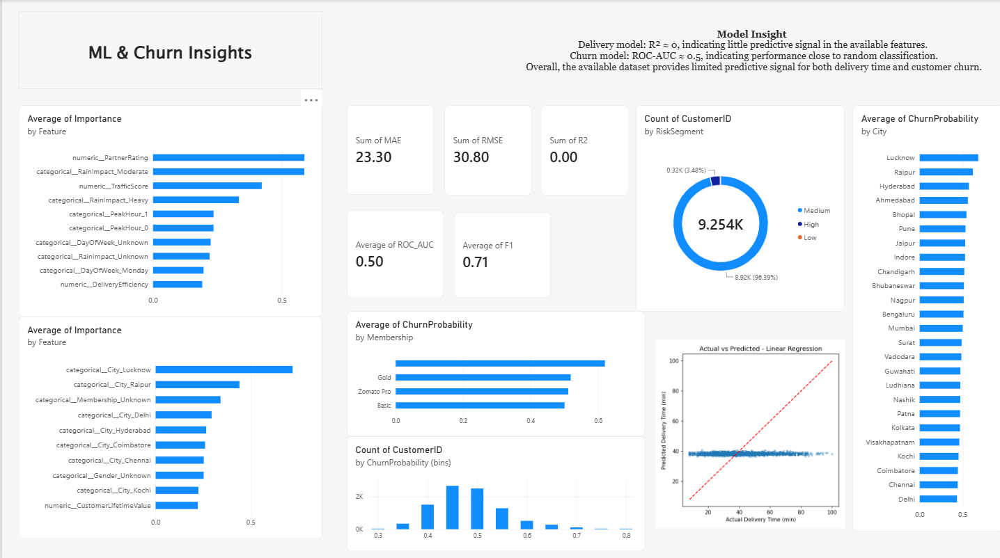 ML & Churn Insights
Model Insight
Delivery model: R² ≈ 0, indicating little predictive signal in the available features.
Churn model: ROC-AUC ≈ 0.5, indicating performance close to random classification.
Overall, the available dataset provides limited predictive signal for both delivery time and customer churn.
Average of Importance
by Feature
numeric__PartnerRating
categorical__RainImpact_Moderate
numeric__TrafficScore
categorical__RainImpact_Heavy
categorical__PeakHour_1
categorical__PeakHour_0
categorical__DayOfWeek_Unknown
categorical__RainImpact_Unknown
categorical__DayOfWeek_Monday
numeric__DeliveryEfficiency
0.0 0.5
Average of Importance
by Feature
categorical__City_Lucknow
categorical__City_Raipur
categorical__Membership_Unknown
categorical__City_Delhi
categorical__City_Hyderabad
categorical__City_Coimbatore
categorical__City_Chennai
categorical__Gender_Unknown
categorical__City_Kochi
numeric__CustomerLifetimeValue
0.0 0.5
Sum of MAE
23.30
Sum of RMSE
30.80
Sum of R2
0.00
Average of ROC_AUC
0.50
Average of F1
0.71
Count of CustomerID
by RiskSegment
0.32K (3.48%)
9.254K
8.92K (96.39%)
Medium
High
Low
Average of ChurnProbability
by Membership
Gold
Zomato Pro
Basic
0.0 0.2 0.4 0.6
Count of CustomerID
by ChurnProbability (bins)
2K
0K
0.3 0.4 0.5 0.6 0.7 0.8
Actual vs Predicted - Linear Regression
Predicted Delivery Time (min)
100
80
60
40
20
20 40 60 80 100
Actual Delivery Time (min)
Average of ChurnProbability
by City
Lucknow
Raipur
Hyderabad
Ahmedabad
Bhopal
Pune
Jaipur
Indore
Chandigarh
Bhubaneswar
Nagpur
Bengaluru
Mumbai
Surat
Vadodara
Guwahati
Ludhiana
Nashik
Patna
Kolkata
Visakhapatnam
Kochi
Coimbatore
Chennai
Delhi
0.0 0.5